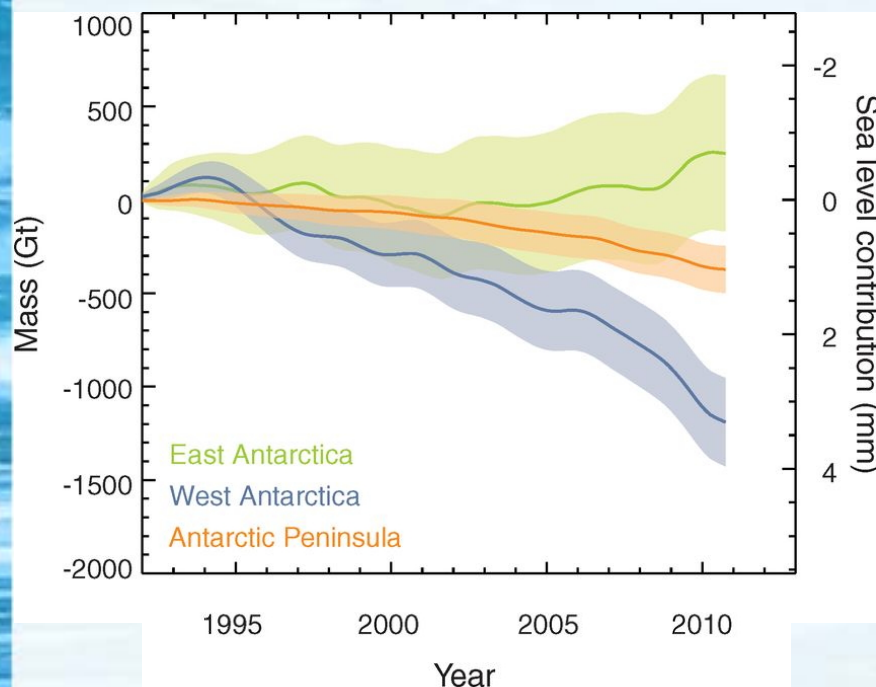 1000
500
0
-500
-1000
-1500
-2000
Mass (Gt)
East Antarctica
West Antarctica
Antarctic Peninsula
1995
2000
2005
2010
Year
-2
0
2
4
Sea level contribution (mm)